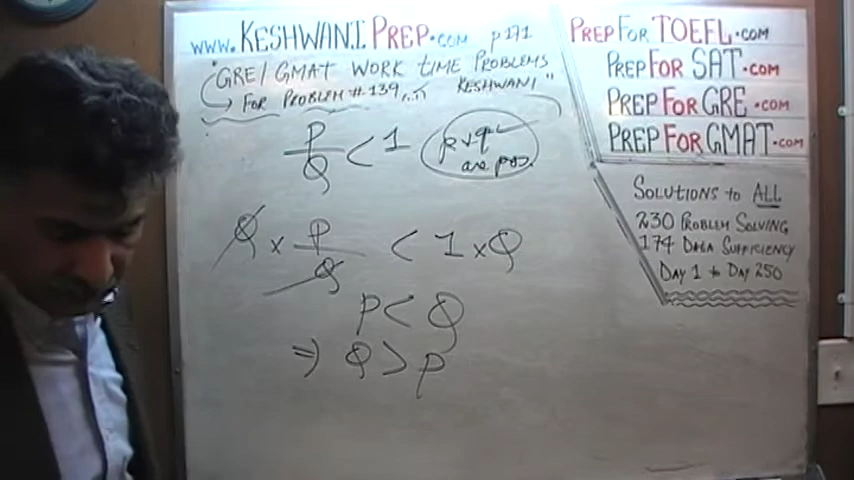 www.KESHWANIPREP.COM p171
"GRE/GMAT WORK TIME PROBLEMS
FOR PROBLEM #139, KESHWANI"
P/Q < 1
p & q
are pos.
Q × P/Q < 1 × Q
P < Q
⇒ Q > P
PREPFORTOEFL.COM
PREPFORSAT.COM
PREPFORGRE.COM
PREPFORGMAT.COM
SOLUTIONS to ALL
230 PROBLEM SOLVING
174 DATA SUFFICIENCY
DAY 1 to DAY 250